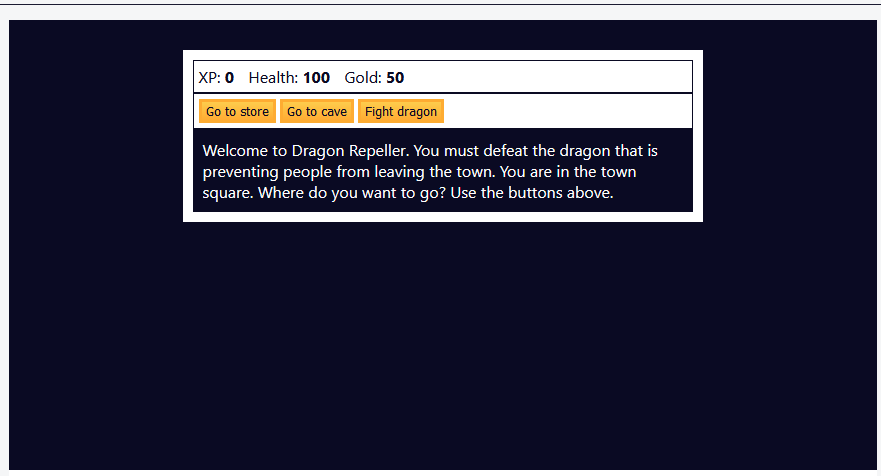 XP: 0 Health: 100 Gold: 50
Go to store Go to cave Fight dragon
Welcome to Dragon Repeller. You must defeat the dragon that is
preventing people from leaving the town. You are in the town
square. Where do you want to go? Use the buttons above.